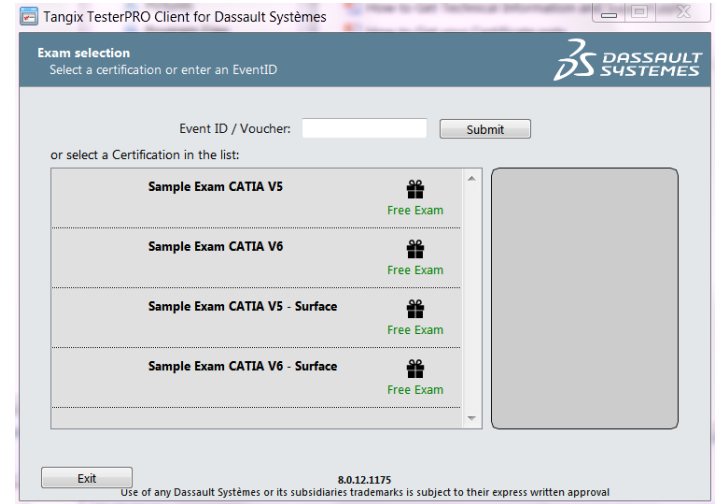 Tangix TesterPRO Client for Dassault Systèmes
Exam selection
Select a certification or enter an EventID
DASSAULT
SYSTEMES
Event ID / Voucher:
Submit
or select a Certification in the list:
Sample Exam CATIA V5
Free Exam
Sample Exam CATIA V6
Free Exam
Sample Exam CATIA V5 - Surface
Free Exam
Sample Exam CATIA V6 - Surface
Free Exam
Exit
8.0.12.1175
Use of any Dassault Systèmes or its subsidiaries trademarks is subject to their express written approval